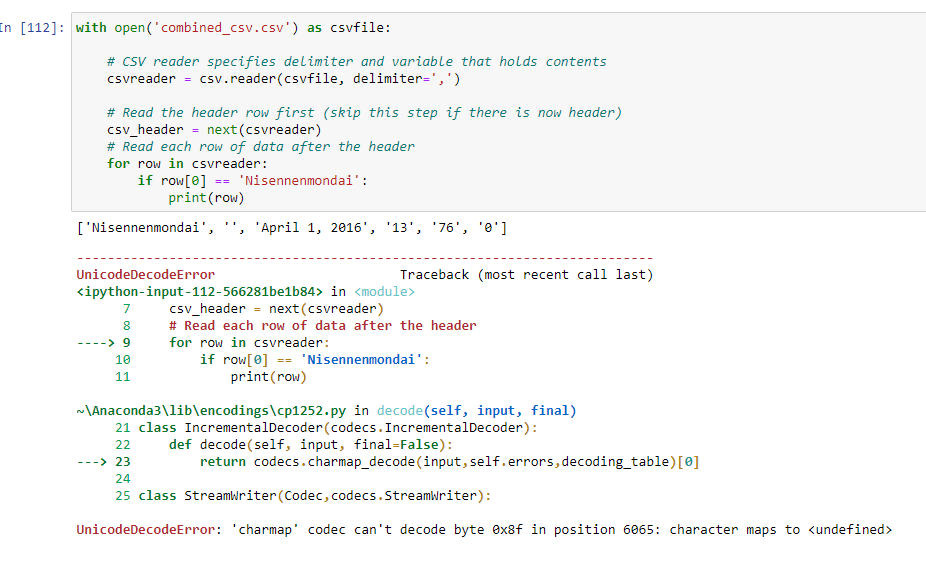 In [112]: with open('combined_csv.csv') as csvfile:
# CSV reader specifies delimiter and variable that holds contents
csvreader = csv.reader(csvfile, delimiter=',')
# Read the header row first (skip this step if there is now header)
csv_header = next(csvreader)
# Read each row of data after the header
for row in csvreader:
if row[0] == 'Nisennenmondai':
print(row)
['Nisennenmondai', '', 'April 1, 2016', '13', '76', '0']
---------------------------------------------------------------------------
UnicodeDecodeError Traceback (most recent call last)
<ipython-input-112-566281be1b84> in <module>
7 csv_header = next(csvreader)
8 # Read each row of data after the header
----> 9 for row in csvreader:
10 if row[0] == 'Nisennenmondai':
11 print(row)
~\Anaconda3\lib\encodings\cp1252.py in decode(self, input, final)
21 class IncrementalDecoder(codecs.IncrementalDecoder):
22 def decode(self, input, final=False):
---> 23 return codecs.charmap_decode(input,self.errors,decoding_table)[0]
24
25 class StreamWriter(Codec,codecs.StreamWriter):
UnicodeDecodeError: 'charmap' codec can't decode byte 0x8f in position 6065: character maps to <undefined>